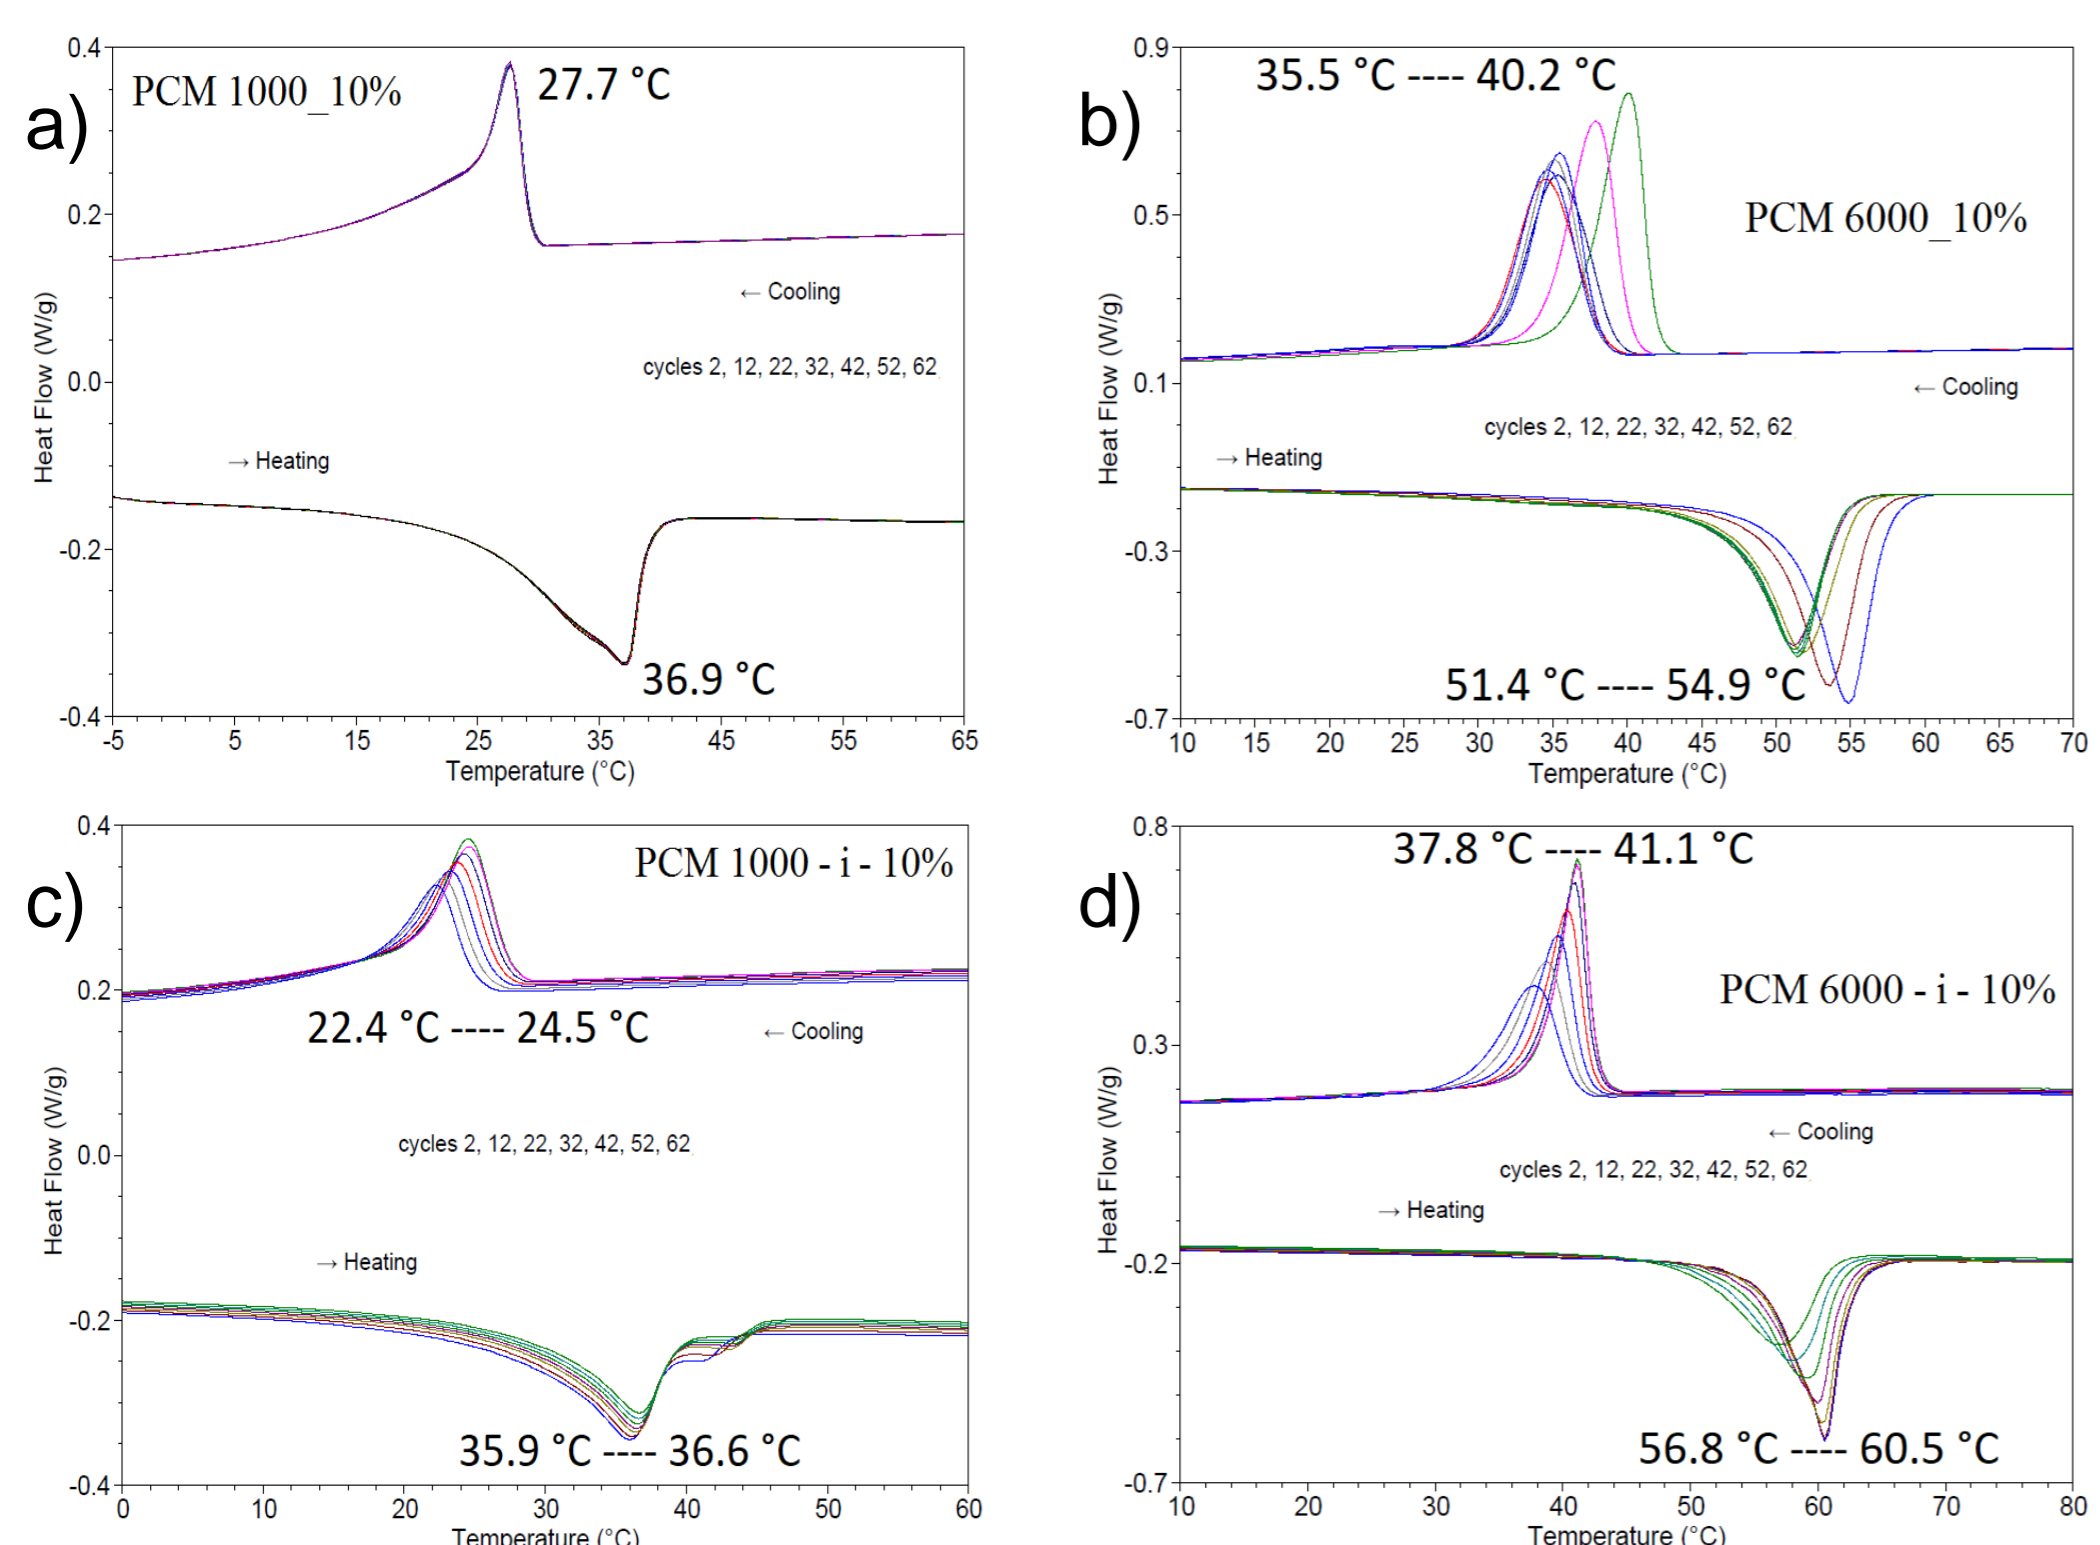 a)
PCM 1000_10%
27.7 °C
0.4
0.2
0.0
-0.2
-0.4
Heat Flow (W/g)
← Cooling
cycles 2, 12, 22, 32, 42, 52, 62
→ Heating
36.9 °C
-5 5 15 25 35 45 55 65
Temperature (°C)
b)
35.5 °C ---- 40.2 °C
PCM 6000_10%
0.9
0.5
0.1
-0.3
-0.7
Heat Flow (W/g)
← Cooling
cycles 2, 12, 22, 32, 42, 52, 62
→ Heating
51.4 °C ---- 54.9 °C
10 15 20 25 30 35 40 45 50 55 60 65 70
Temperature (°C)
c)
PCM 1000 - i - 10%
0.4
0.2
0.0
-0.2
-0.4
Heat Flow (W/g)
22.4 °C ---- 24.5 °C
← Cooling
cycles 2, 12, 22, 32, 42, 52, 62
→ Heating
35.9 °C ---- 36.6 °C
0 10 20 30 40 50 60
Temperature (°C)
d)
37.8 °C ---- 41.1 °C
PCM 6000 - i - 10%
0.8
0.3
-0.2
-0.7
Heat Flow (W/g)
← Cooling
cycles 2, 12, 22, 32, 42, 52, 62
→ Heating
56.8 °C ---- 60.5 °C
10 20 30 40 50 60 70 80
Temperature (°C)